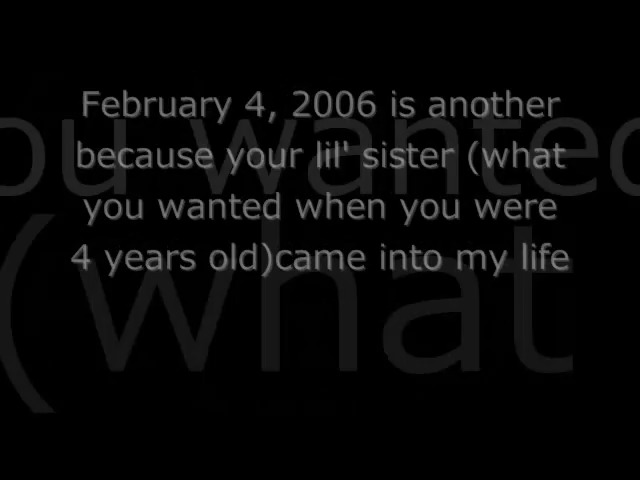 February 4, 2006 is another
because your lil' sister (what
you wanted when you were
4 years old)came into my life
ou wanted
(what